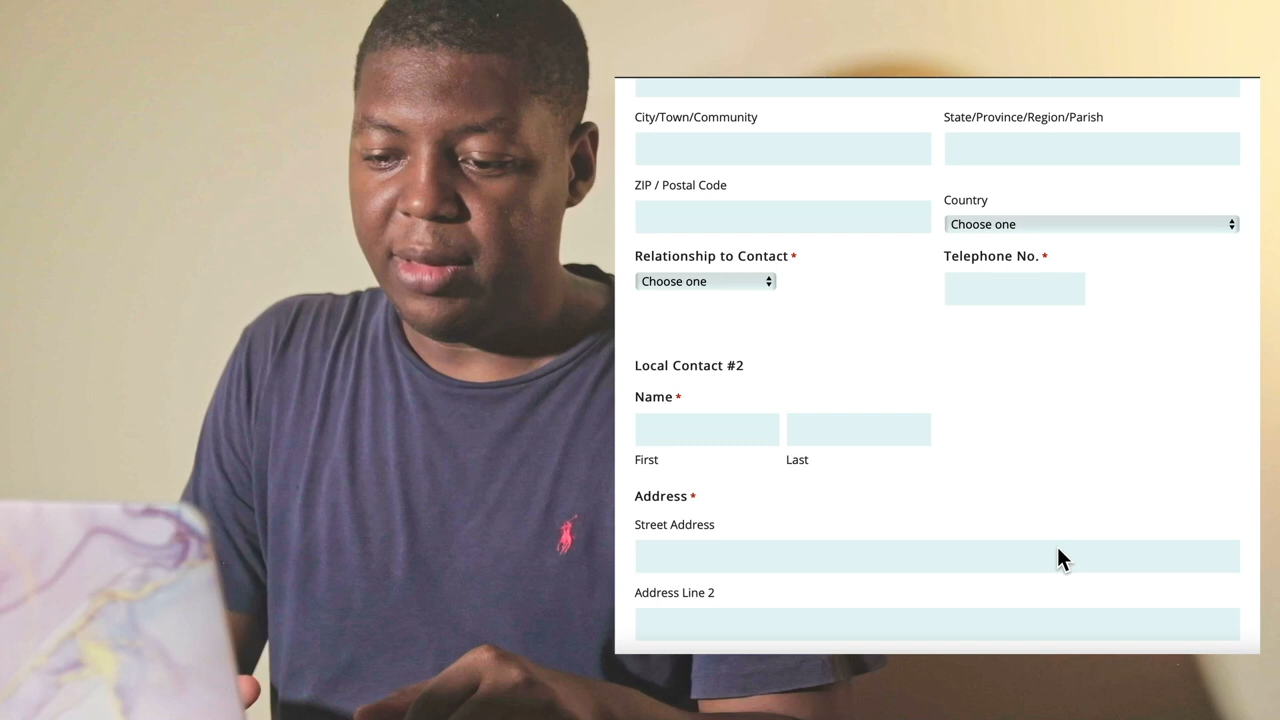 City/Town/Community State/Province/Region/Parish
ZIP / Postal Code
Country
Choose one
Relationship to Contact * Telephone No. *
Choose one
Local Contact #2
Name *
First Last
Address *
Street Address
Address Line 2